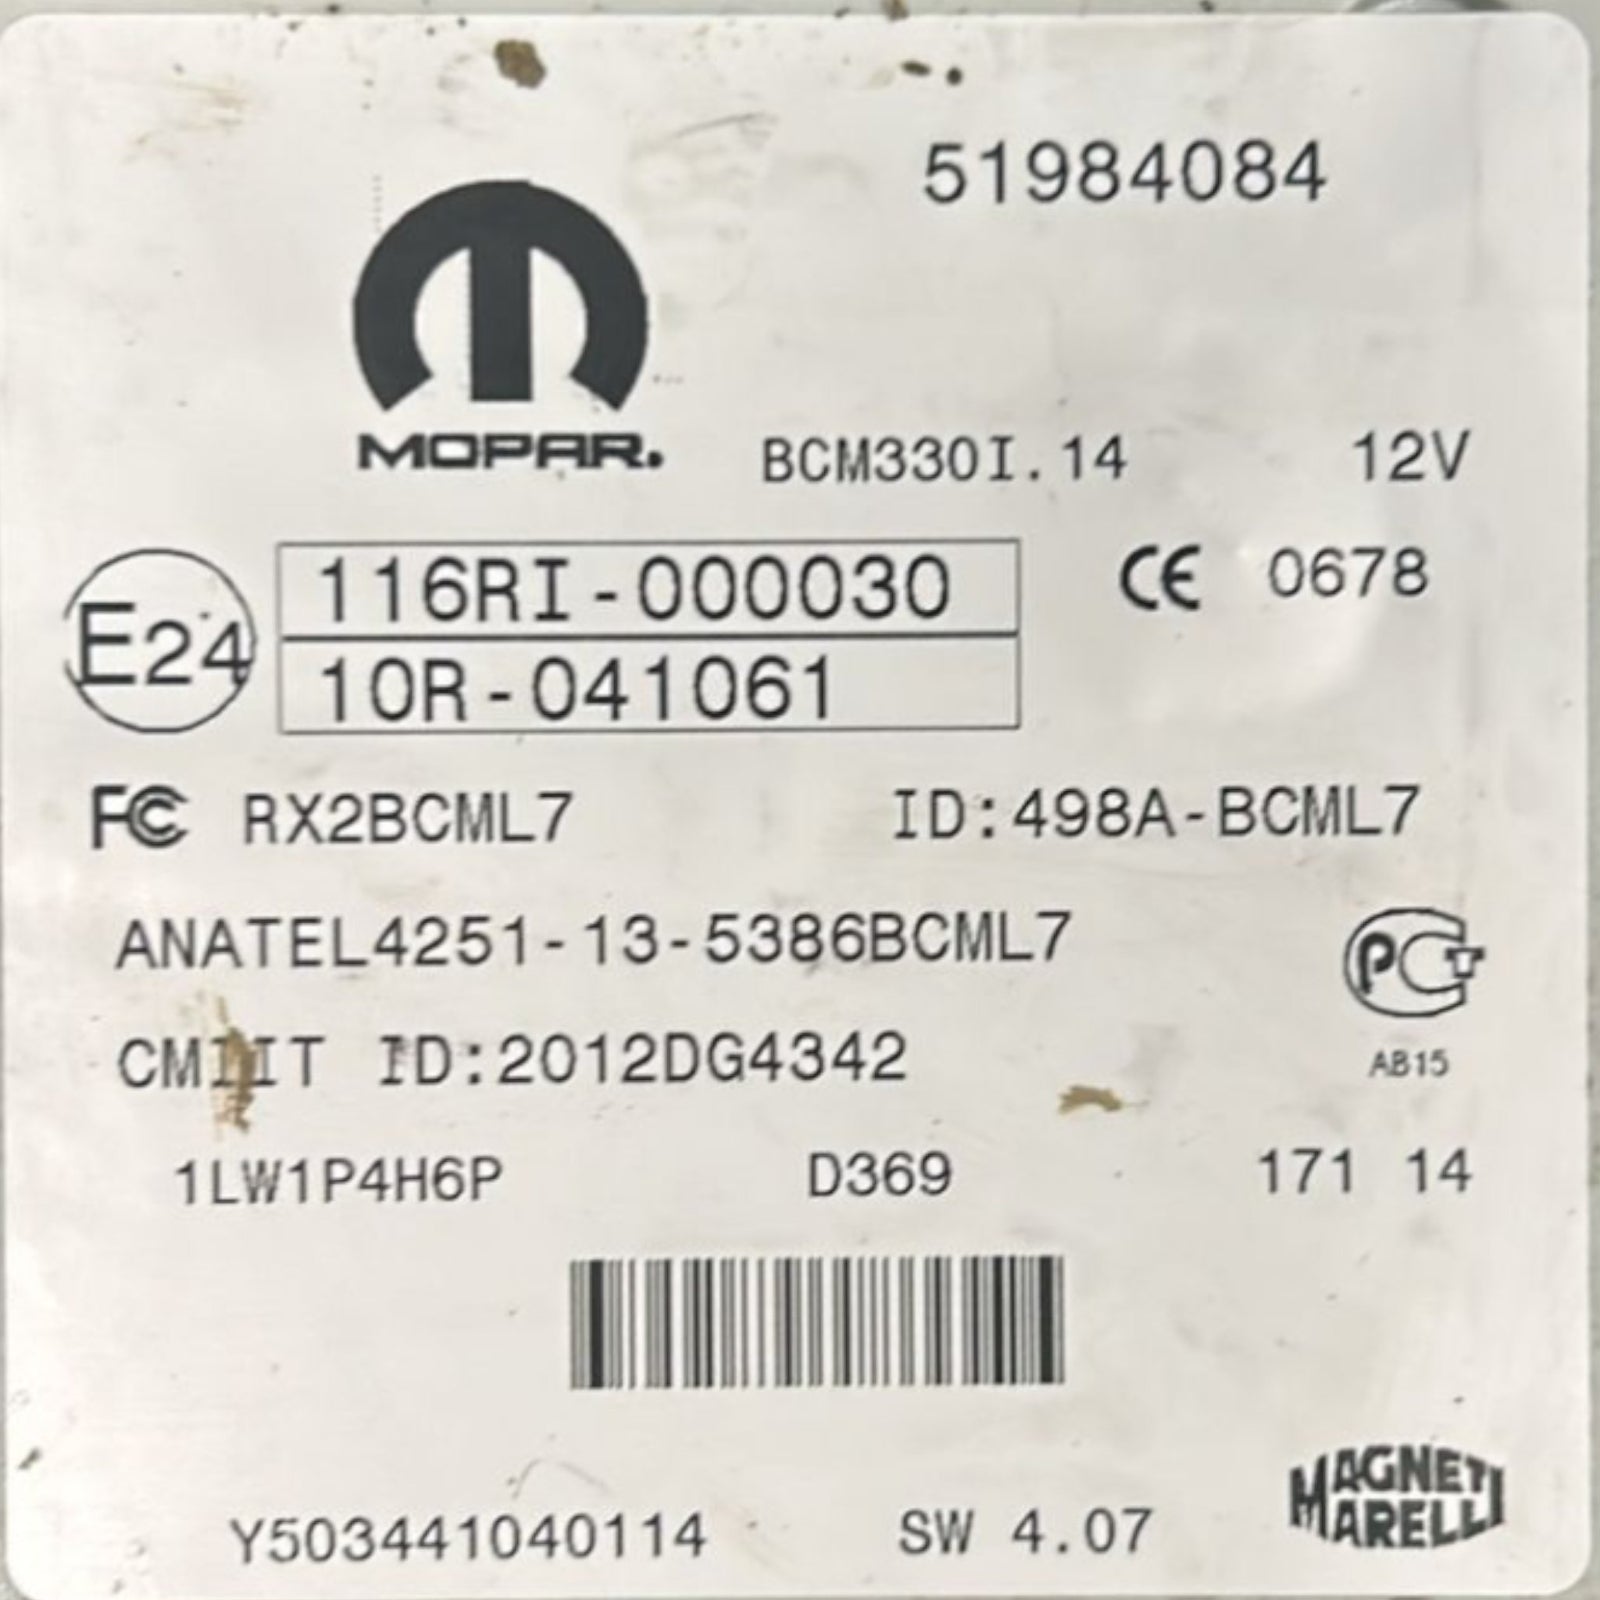 51984084
MOPAR.
BCM330I.14 12V
E24 116RI-000030 CE 0678
10R-041061
FC RX2BCML7 ID:498A-BCML7
ANATEL4251-13-5386BCML7
CMIIT ID:2012DG4342
AB15
1LW1P4H6P D369 171 14
MAGNETI
MARELLI
Y503441040114 SW 4.07